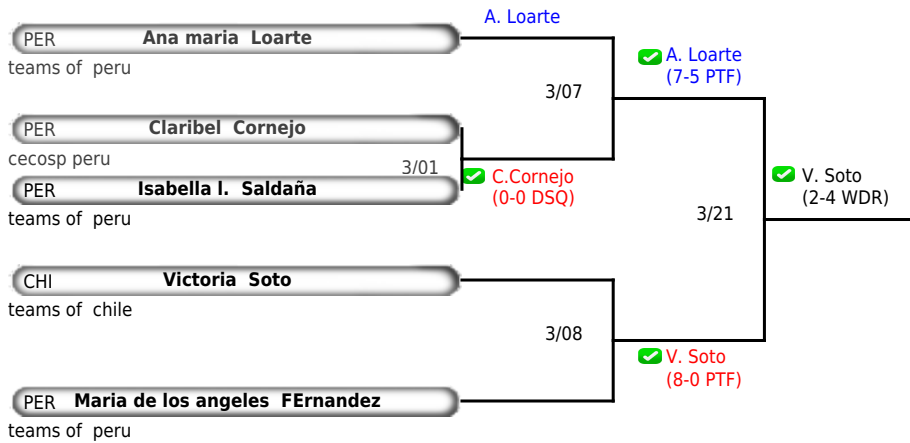 A. Loarte
PER Ana maria Loarte
teams of peru
A. Loarte
(7-5 PTF)
3/07
PER Claribel Cornejo
cecosp peru
3/01
C.Cornejo
(0-0 DSQ)
PER Isabella l. Saldaña
teams of peru
V. Soto
(2-4 WDR)
3/21
CHI Victoria Soto
teams of chile
3/08
V. Soto
(8-0 PTF)
PER Maria de los angeles FErnandez
teams of peru